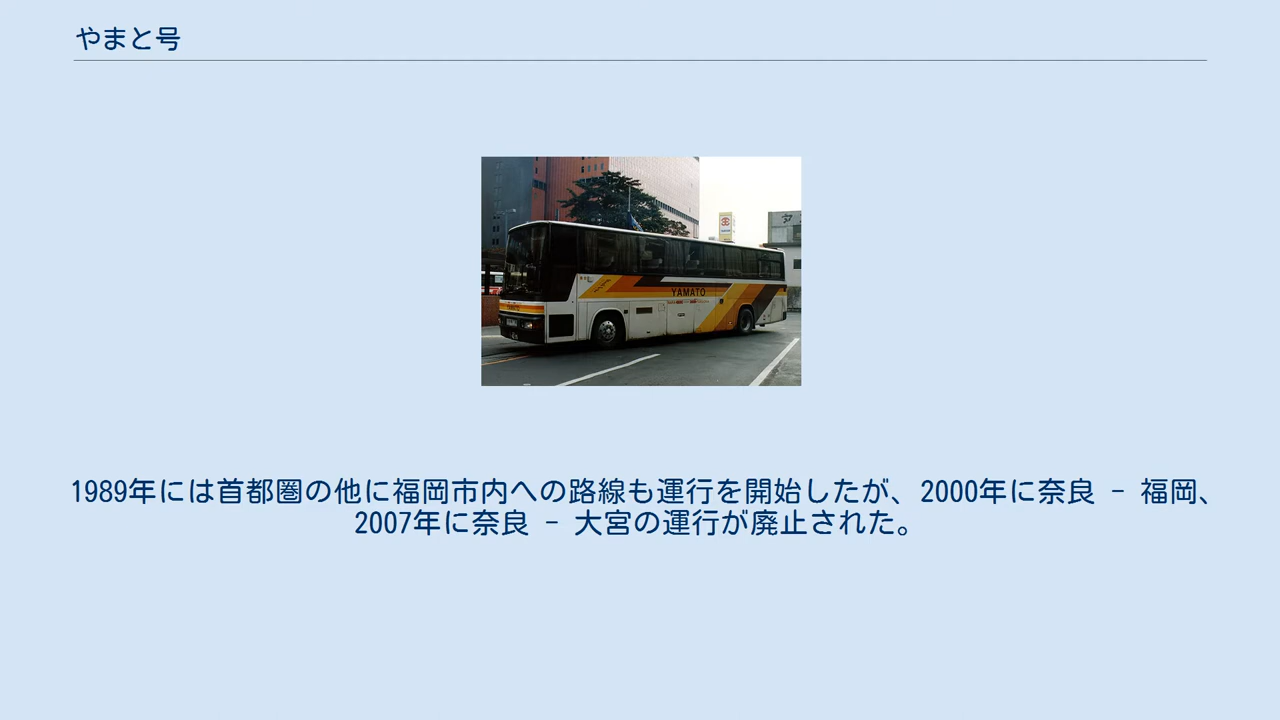 やまと号
YAMATO
1989年には首都圏の他に福岡市内への路線も運行を開始したが、2000年に奈良 － 福岡、
2007年に奈良 － 大宮の運行が廃止された。